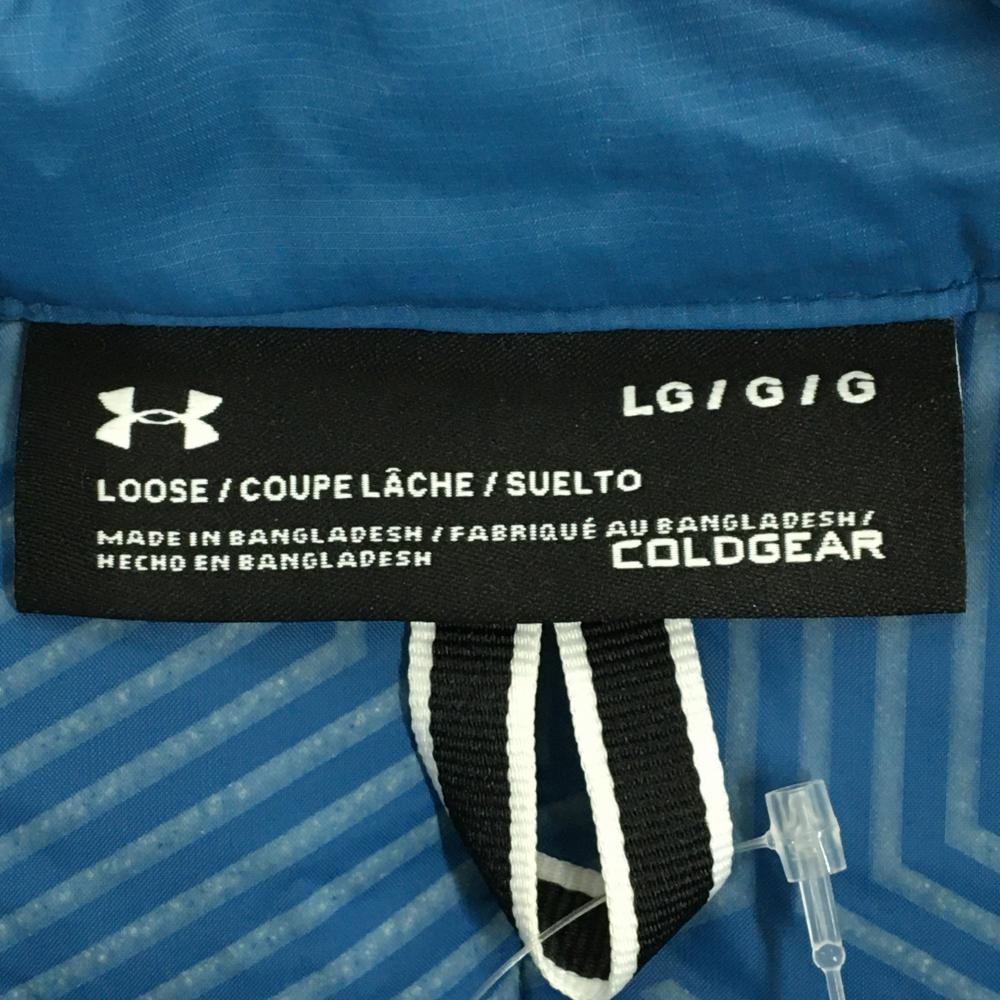 LG / G / G
LOOSE / COUPE LÂCHE / SUELTO
MADE IN BANGLADESH / FABRIQUÉ AU BANGLADESH /
HECHO EN BANGLADESH
COLDGEAR